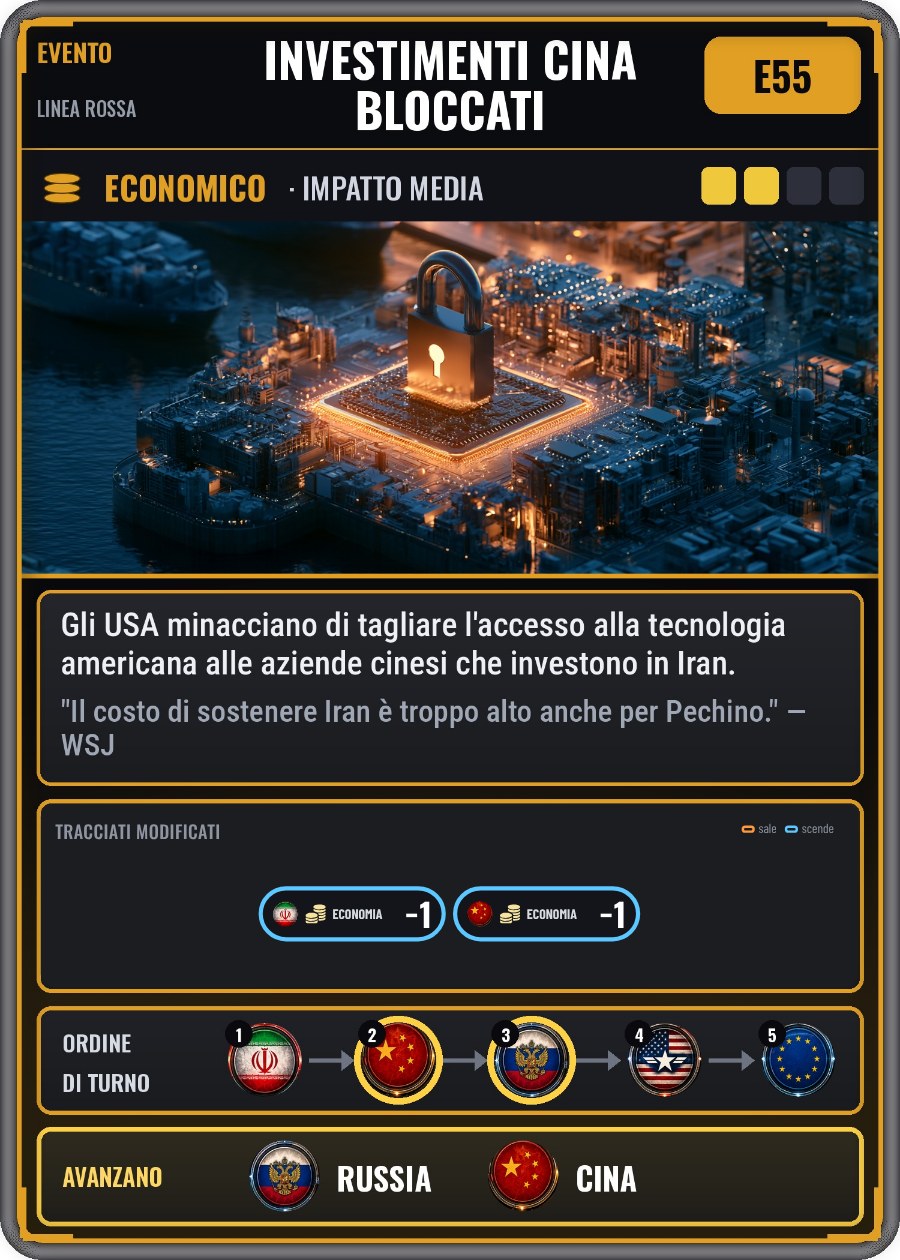 EVENTO
LINEA ROSSA
INVESTIMENTI CINA
BLOCCATI
E55
ECONOMICO · IMPATTO MEDIA
Gli USA minacciano di tagliare l'accesso alla tecnologia
americana alle aziende cinesi che investono in Iran.
"Il costo di sostenere Iran è troppo alto anche per Pechino." —
WSJ
TRACCIATI MODIFICATI
sale scende
ECONOMIA -1
ECONOMIA -1
ORDINE
DI TURNO
1 2 3 4 5
AVANZANO RUSSIA CINA